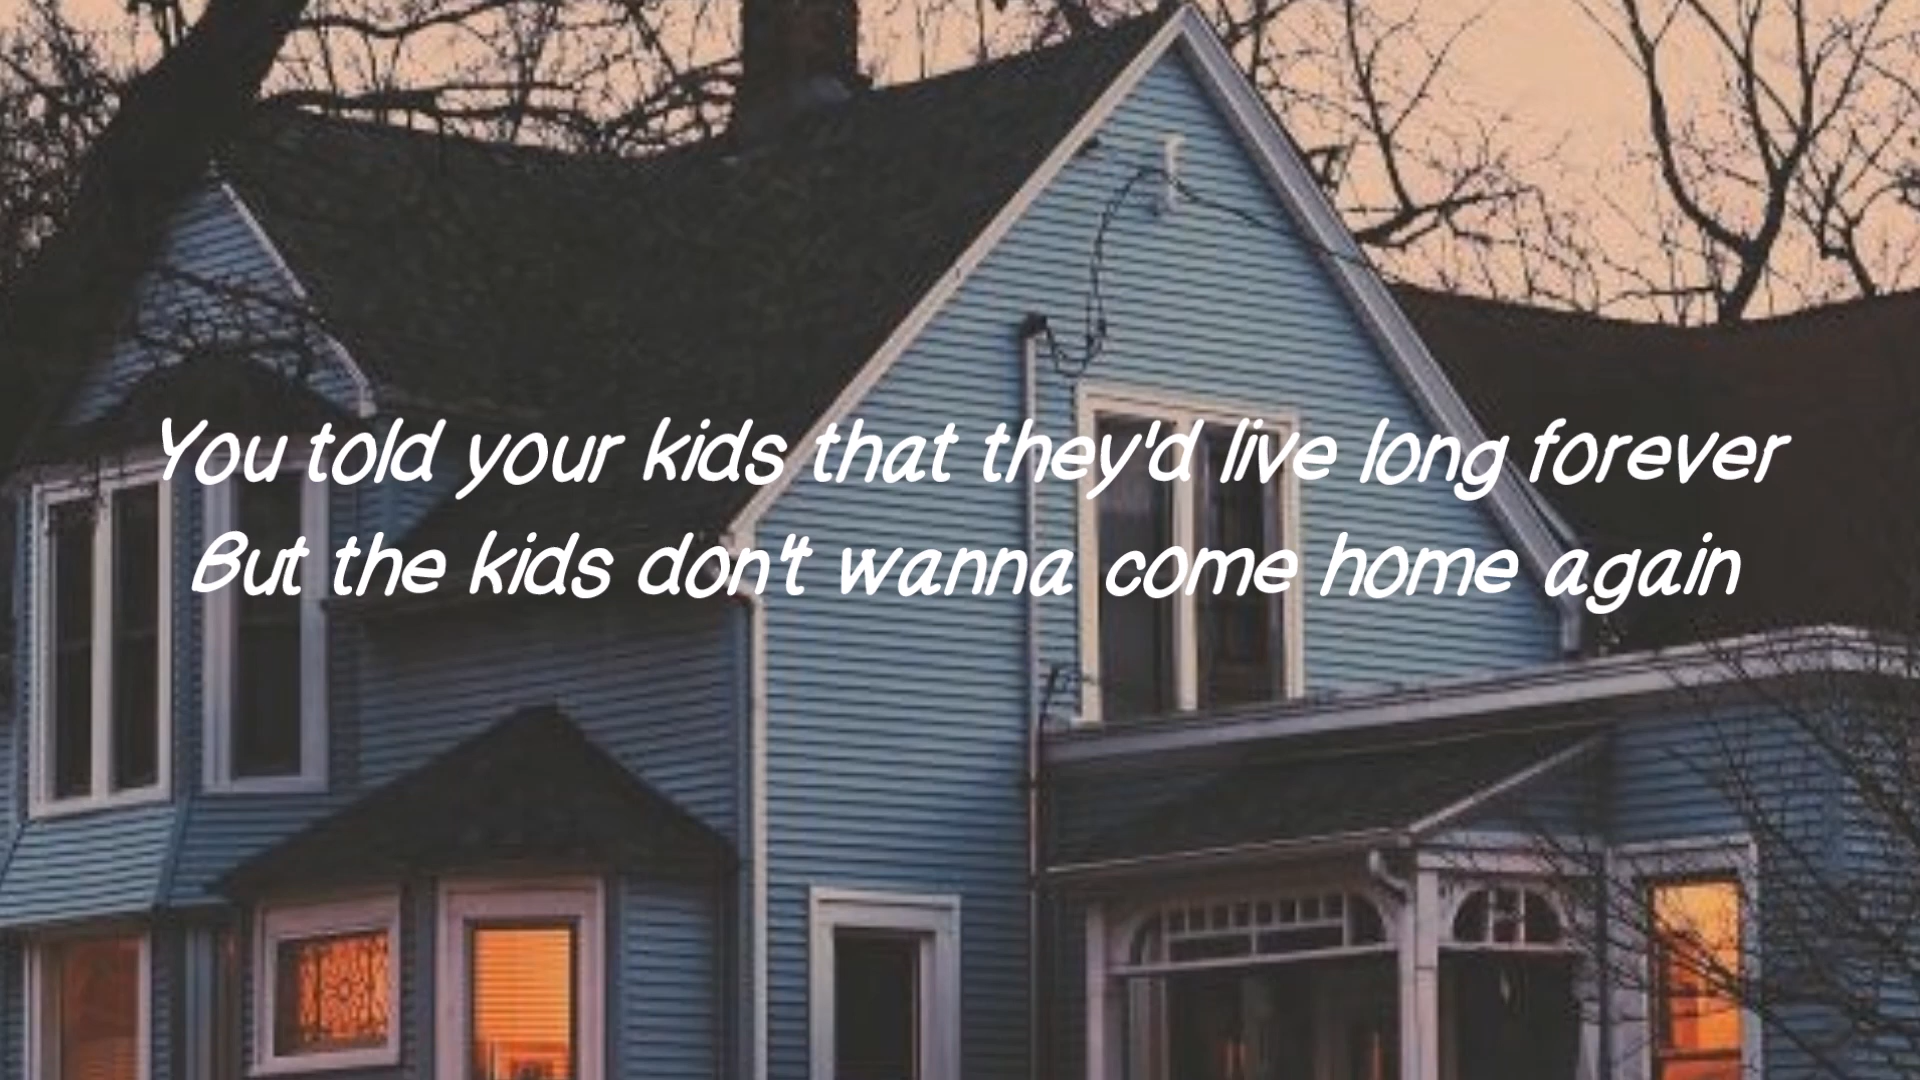 You told your kids that they'd live long forever
But the kids don't wanna come home again